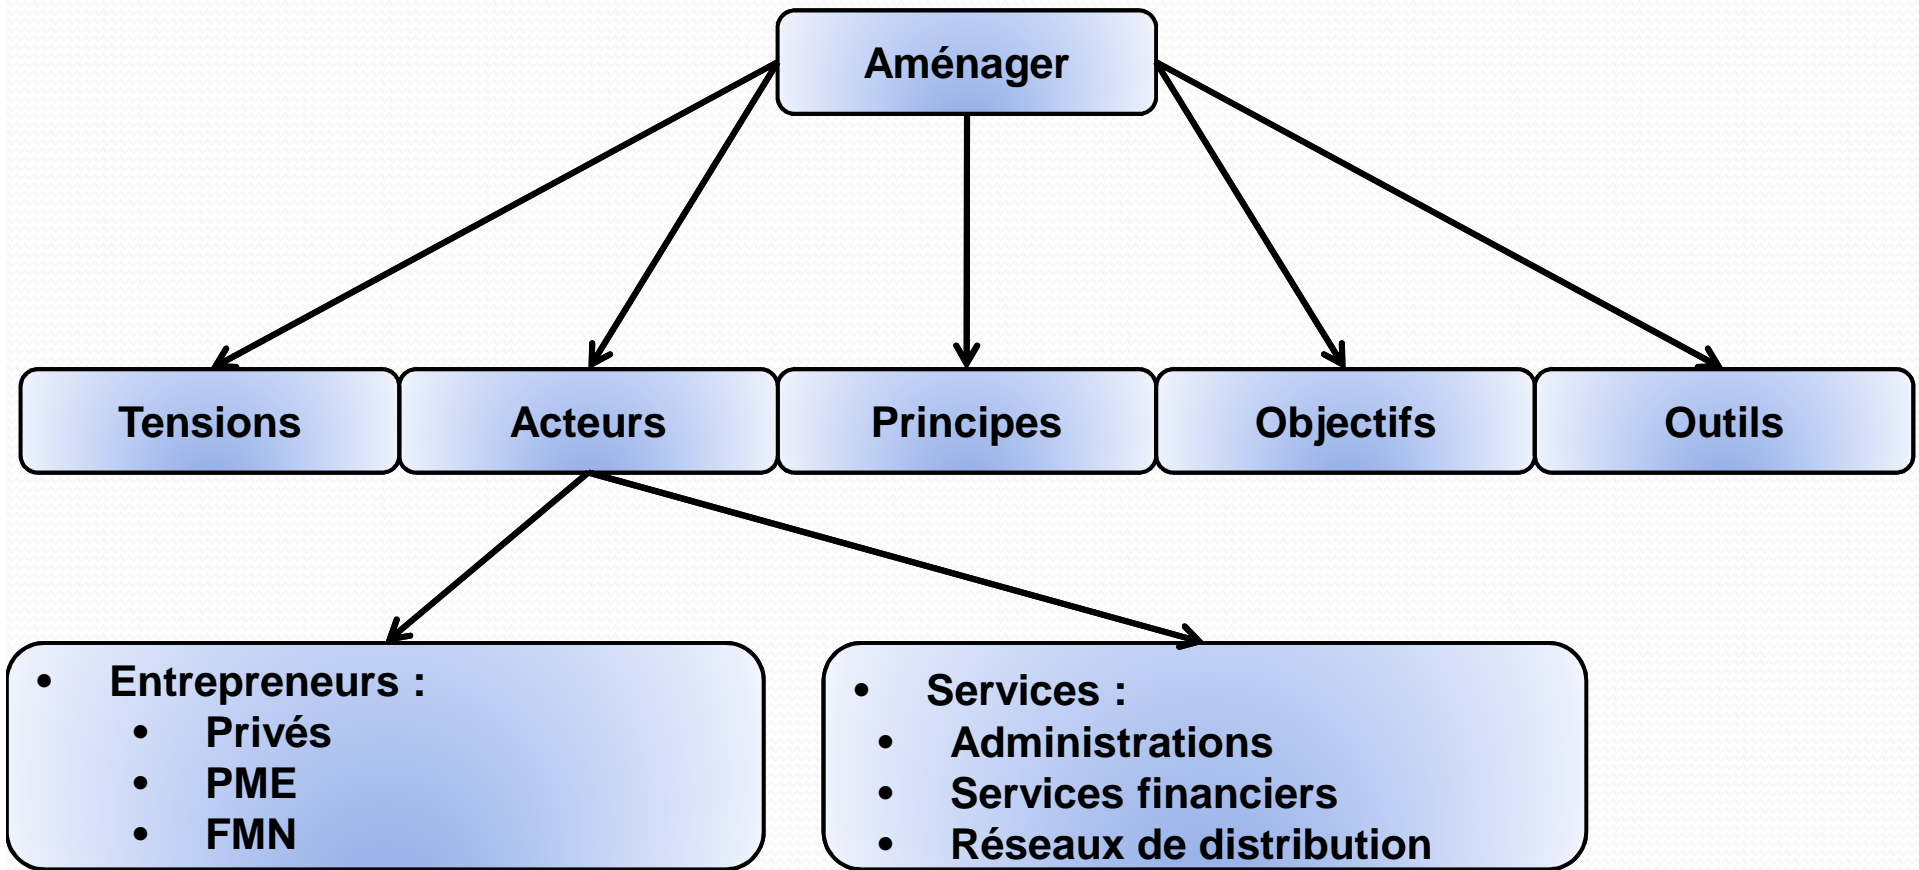 Aménager
Tensions
Acteurs
Principes
Objectifs
Outils
• Entrepreneurs :
• Privés
• PME
• FMN
• Services :
• Administrations
• Services financiers
• Réseaux de distribution